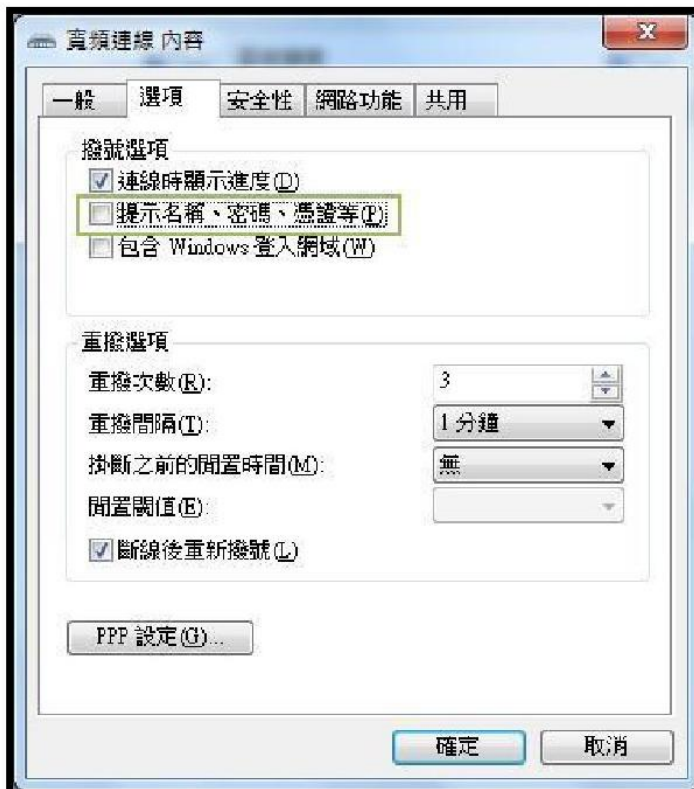 寬頻連線 內容
一般 選項 安全性 網路功能 共用
撥號選項
連線時顯示進度(D)
提示名稱、密碼、憑證等(P)
包含 Windows 登入網域(W)
重撥選項
重撥次數(R): 3
重撥間隔(T): 1 分鐘
掛斷之前的閒置時間(M): 無
閒置閾值(E):
斷線後重新撥號(L)
PPP 設定(G)...
確定 取消